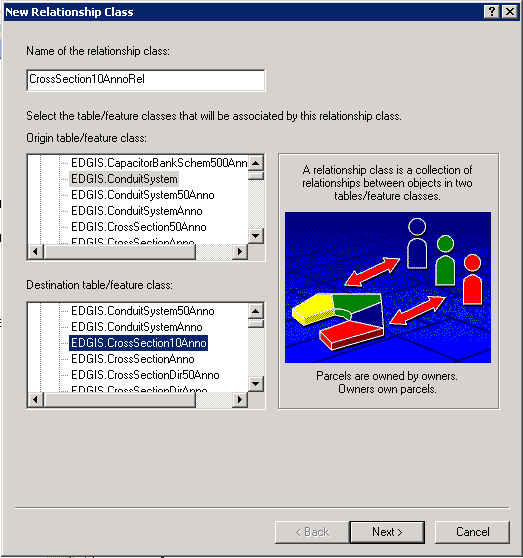 New Relationship Class
Name of the relationship class:
CrossSection10AnnoRel
Select the table/feature classes that will be associated by this relationship class.
Origin table/feature class:
EDGIS.CapacitorBankSchem500Ann
EDGIS.ConduitSystem
EDGIS.ConduitSystem50Anno
EDGIS.ConduitSystemAnno
EDGIS.CrossSection50Anno
EDGIS.CrossSectionAnno
A relationship class is a collection of
relationships between objects in two
tables/feature classes.
Destination table/feature class:
EDGIS.ConduitSystem50Anno
EDGIS.ConduitSystemAnno
EDGIS.CrossSection10Anno
EDGIS.CrossSectionAnno
EDGIS.CrossSectionDir50Anno
EDGIS.CrossSectionDirAnno
Parcels are owned by owners.
Owners own parcels.
< Back
Next >
Cancel